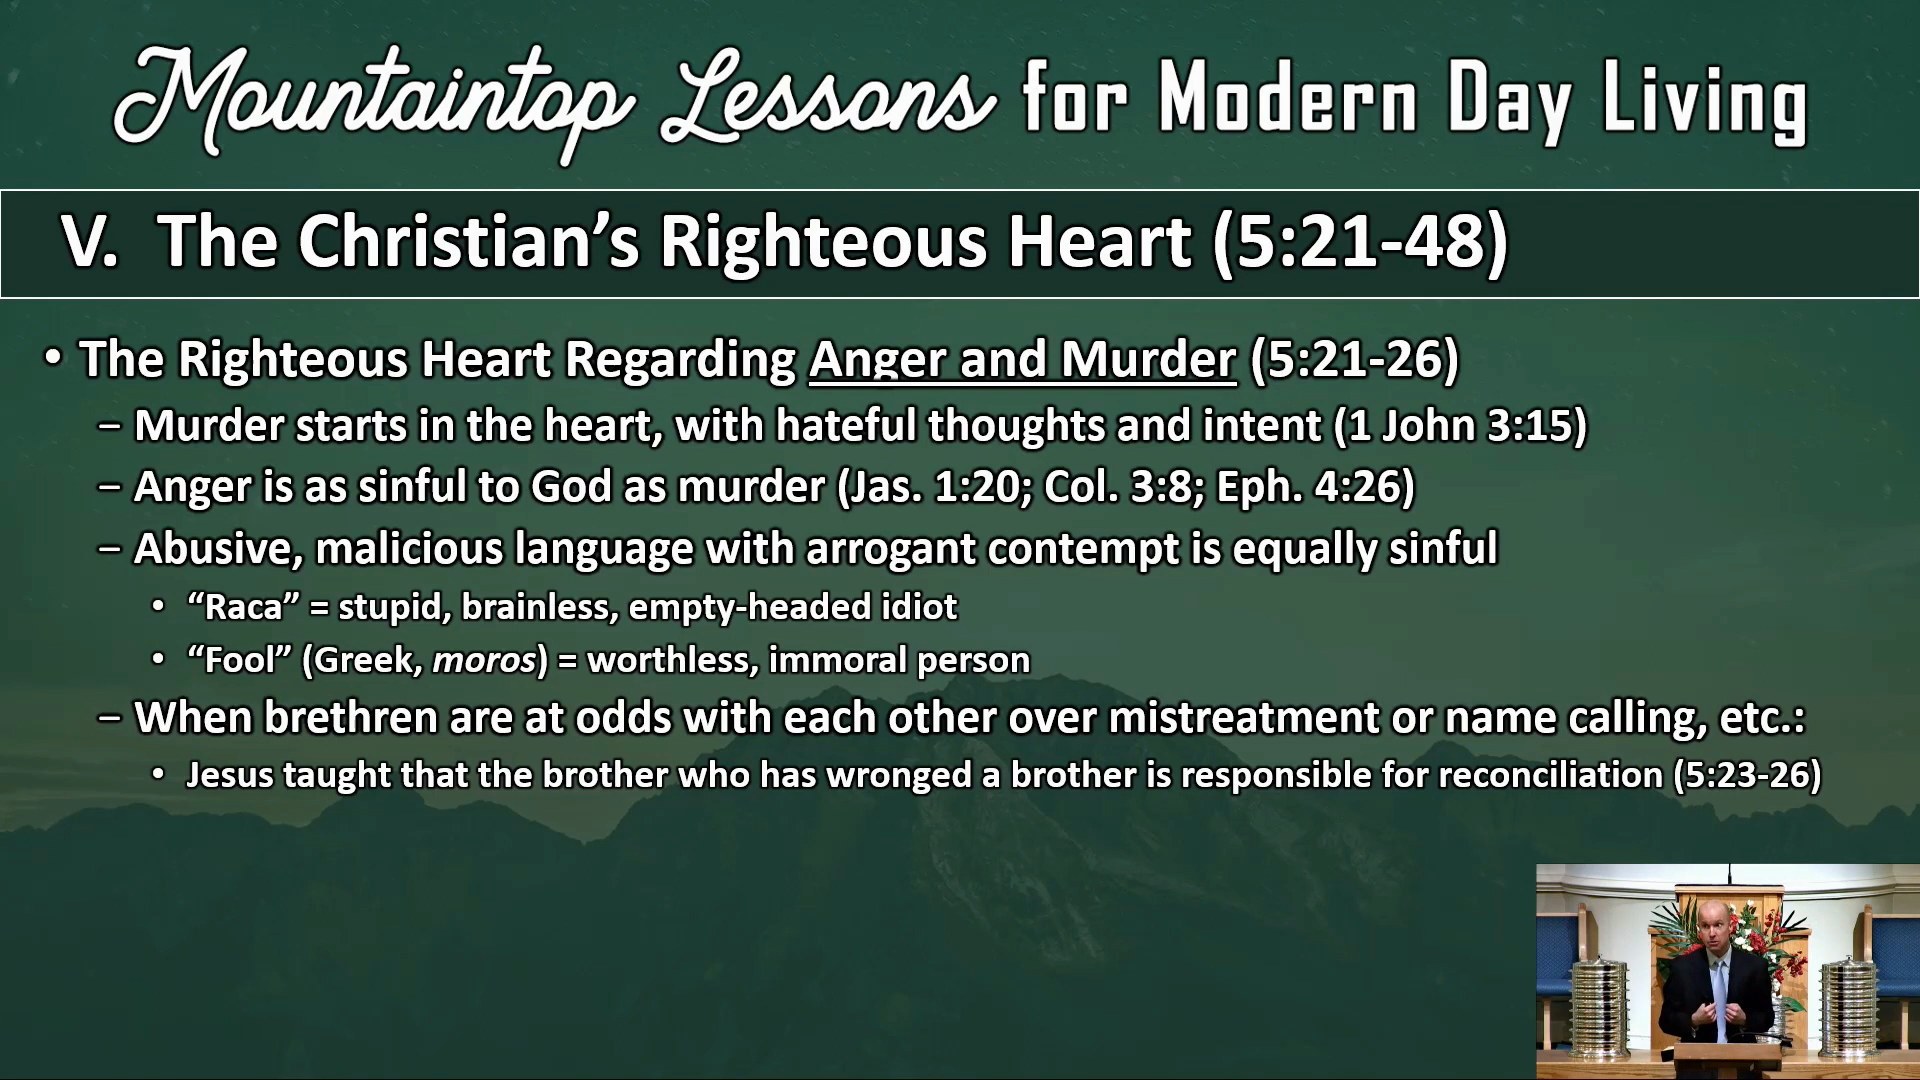 Mountaintop Lessons for Modern Day Living
V. The Christian’s Righteous Heart (5:21-48)
• The Righteous Heart Regarding Anger and Murder (5:21-26)
– Murder starts in the heart, with hateful thoughts and intent (1 John 3:15)
– Anger is as sinful to God as murder (Jas. 1:20; Col. 3:8; Eph. 4:26)
– Abusive, malicious language with arrogant contempt is equally sinful
• “Raca” = stupid, brainless, empty-headed idiot
• “Fool” (Greek, moros) = worthless, immoral person
– When brethren are at odds with each other over mistreatment or name calling, etc.:
• Jesus taught that the brother who has wronged a brother is responsible for reconciliation (5:23-26)